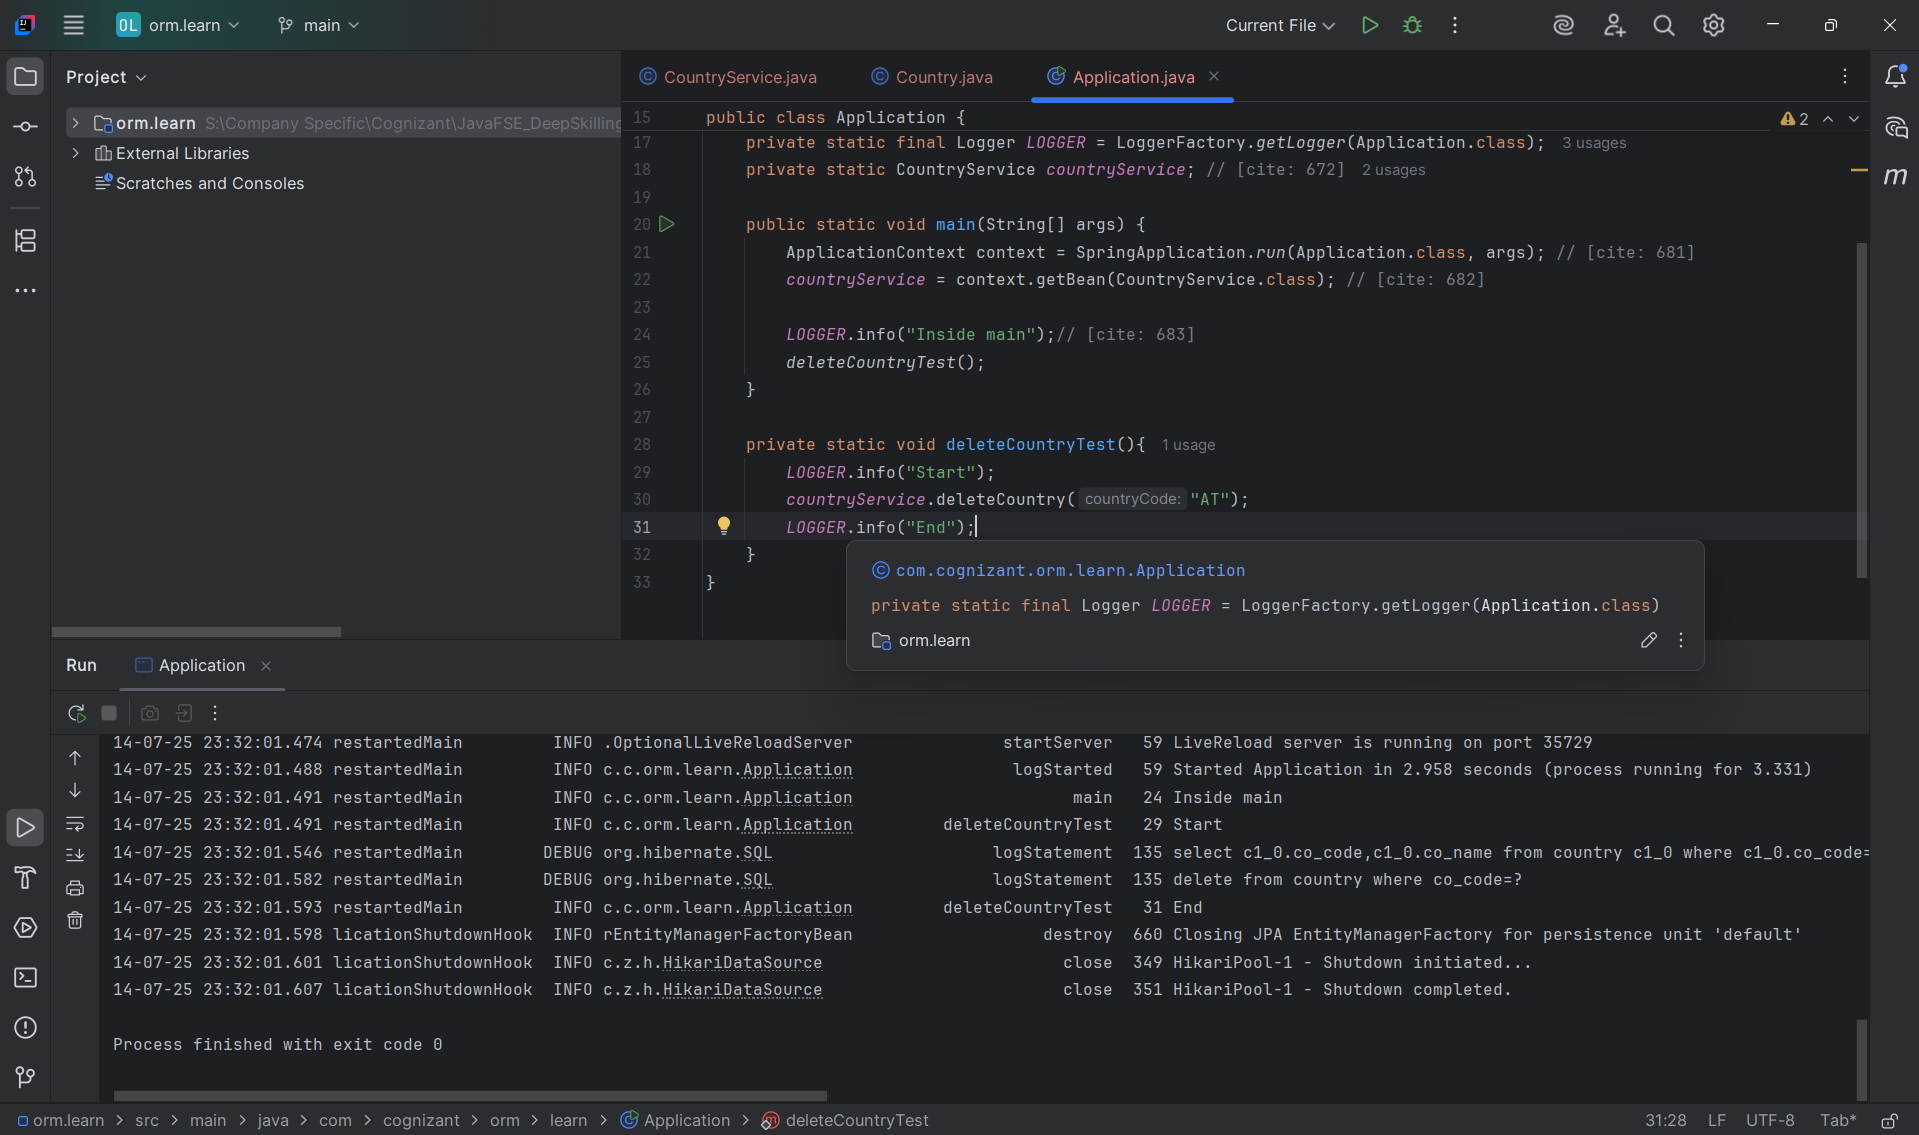 OL orm.learn main Current File
Project
orm.learn S:\Company Specific\Cognizant\JavaFSE_DeepSkilling
External Libraries
Scratches and Consoles
CountryService.java Country.java Application.java
15 public class Application { 2
17 private static final Logger LOGGER = LoggerFactory.getLogger(Application.class); 3 usages
18 private static CountryService countryService; // [cite: 672] 2 usages
19
20 public static void main(String[] args) {
21 ApplicationContext context = SpringApplication.run(Application.class, args); // [cite: 681]
22 countryService = context.getBean(CountryService.class); // [cite: 682]
23
24 LOGGER.info("Inside main");// [cite: 683]
25 deleteCountryTest();
26 }
27
28 private static void deleteCountryTest(){ 1 usage
29 LOGGER.info("Start");
30 countryService.deleteCountry( countryCode: "AT");
31 LOGGER.info("End");
32 }
33 }
com.cognizant.orm.learn.Application
private static final Logger LOGGER = LoggerFactory.getLogger(Application.class)
orm.learn
Run Application
14-07-25 23:32:01.474 restartedMain INFO .OptionalLiveReloadServer startServer 59 LiveReload server is running on port 35729
14-07-25 23:32:01.488 restartedMain INFO c.c.orm.learn.Application logStarted 59 Started Application in 2.958 seconds (process running for 3.331)
14-07-25 23:32:01.491 restartedMain INFO c.c.orm.learn.Application main 24 Inside main
14-07-25 23:32:01.491 restartedMain INFO c.c.orm.learn.Application deleteCountryTest 29 Start
14-07-25 23:32:01.546 restartedMain DEBUG org.hibernate.SQL logStatement 135 select c1_0.co_code,c1_0.co_name from country c1_0 where c1_0.co_code=
14-07-25 23:32:01.582 restartedMain DEBUG org.hibernate.SQL logStatement 135 delete from country where co_code=?
14-07-25 23:32:01.593 restartedMain INFO c.c.orm.learn.Application deleteCountryTest 31 End
14-07-25 23:32:01.598 licationShutdownHook INFO rEntityManagerFactoryBean destroy 660 Closing JPA EntityManagerFactory for persistence unit 'default'
14-07-25 23:32:01.601 licationShutdownHook INFO c.z.h.HikariDataSource close 349 HikariPool-1 - Shutdown initiated...
14-07-25 23:32:01.607 licationShutdownHook INFO c.z.h.HikariDataSource close 351 HikariPool-1 - Shutdown completed.
Process finished with exit code 0
orm.learn > src > main > java > com > cognizant > orm > learn > Application > deleteCountryTest 31:28 LF UTF-8 Tab*